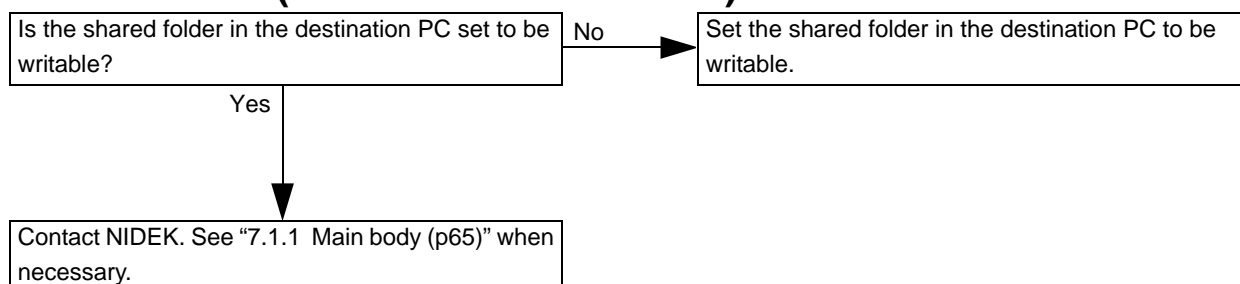 Is the shared folder in the destination PC set to be
writable?
No
Set the shared folder in the destination PC to be
writable.
Yes
Contact NIDEK. See “7.1.1  Main body (p65)” when
necessary.